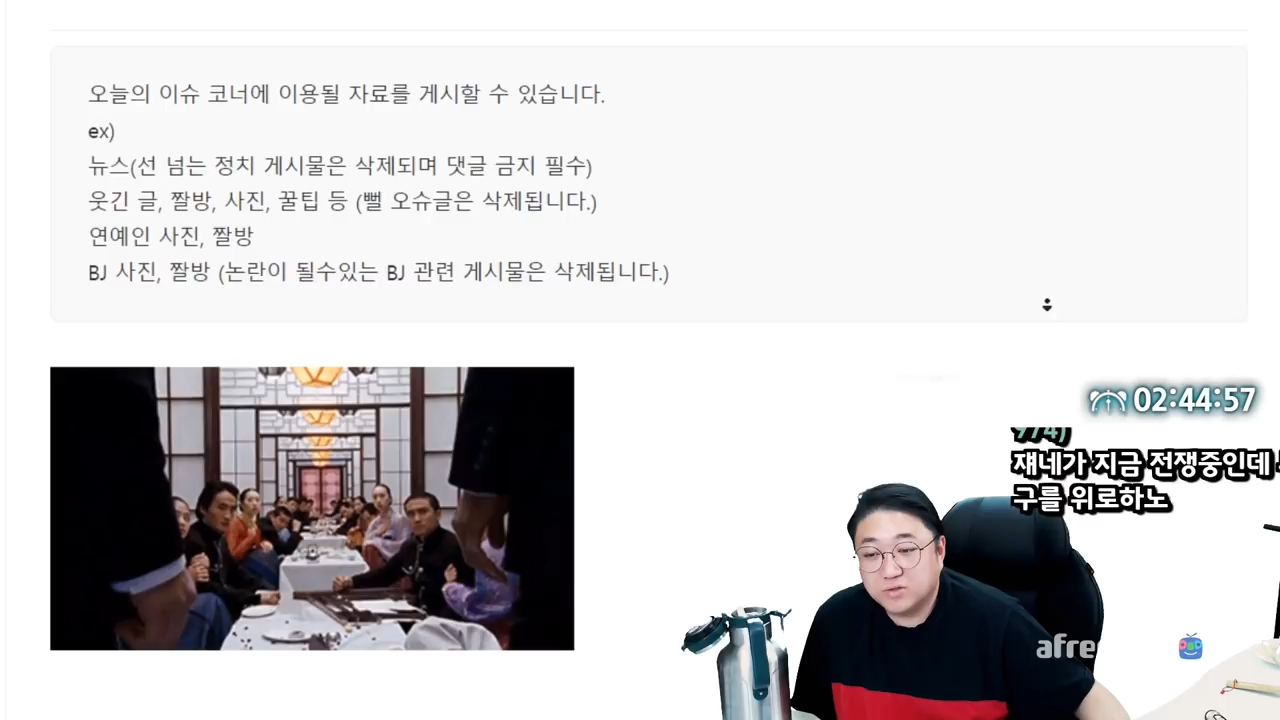 오늘의 이슈 코너에 이용될 자료를 게시할 수 있습니다.
ex)
뉴스(선 넘는 정치 게시물은 삭제되며 댓글 금지 필수)
웃긴 글, 짤방, 사진, 꿀팁 등 (뻘 오슈글은 삭제됩니다.)
연예인 사진, 짤방
BJ 사진, 짤방 (논란이 될수있는 BJ 관련 게시물은 삭제됩니다.)
02:44:57
974)
쟤네가 지금 전쟁중인데
구를 위로하노